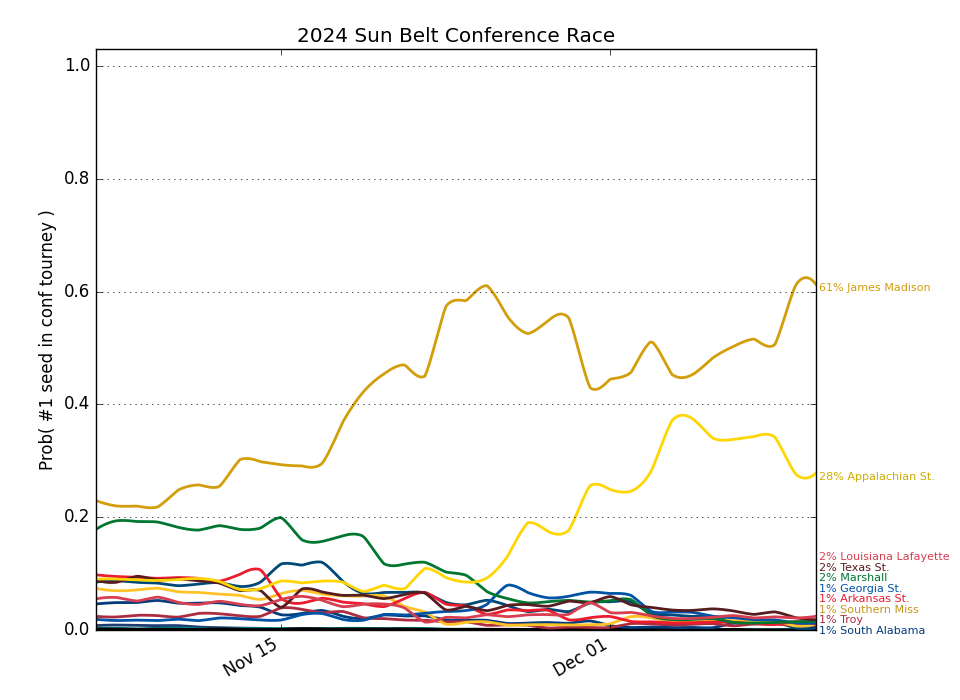 2024 Sun Belt Conference Race
Prob( #1 seed in conf tourney )
1.0
0.8
0.6
0.4
0.2
0.0
Nov 15
Dec 01
61% James Madison
28% Appalachian St.
2% Louisiana Lafayette
2% Texas St.
2% Marshall
1% Georgia St.
1% Arkansas St.
1% Southern Miss
1% Troy
1% South Alabama